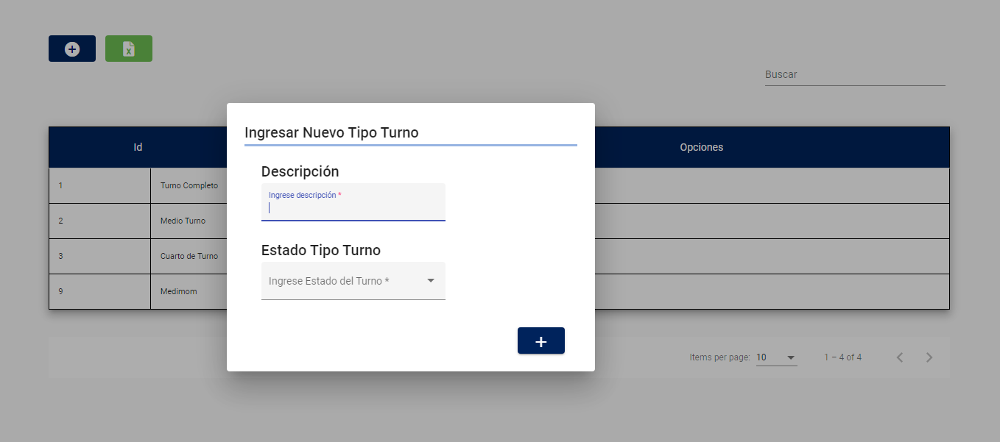 Buscar
Ingresar Nuevo Tipo Turno
Id
Opciones
Descripción
1
Turno Completo
Ingrese descripción *
2
Medio Turno
Estado Tipo Turno
3
Cuarto de Turno
Ingrese Estado del Turno *
9
Medimom
Items per page:
10
1 – 4 of 4